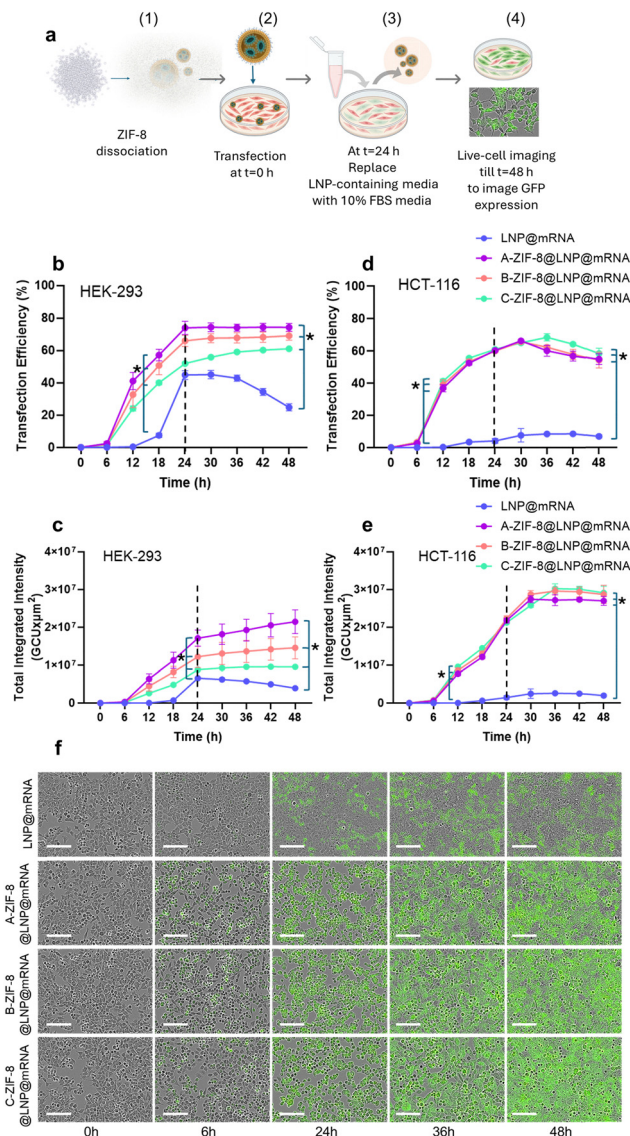 a
(1)
(2)
(3)
(4)
ZIF-8
dissociation
Transfection
at t=0 h
At t=24 h
Replace
LNP-containing media
with 10% FBS media
Live-cell imaging
till t=48 h
to image GFP
expression
LNP@mRNA
A-ZIF-8@LNP@mRNA
B-ZIF-8@LNP@mRNA
C-ZIF-8@LNP@mRNA
b
HEK-293
Transfection Efficiency (%)
100
80
60
40
20
0
*
*
0 6 12 18 24 30 36 42 48
Time (h)
d
HCT-116
Transfection Efficiency (%)
100
80
60
40
20
0
*
*
0 6 12 18 24 30 36 42 48
Time (h)
LNP@mRNA
A-ZIF-8@LNP@mRNA
B-ZIF-8@LNP@mRNA
C-ZIF-8@LNP@mRNA
c
HEK-293
Total Integrated Intensity
(GCUxµm²)
4×10⁷
3×10⁷
2×10⁷
1×10⁷
0
*
*
0 6 12 18 24 30 36 42 48
Time (h)
e
HCT-116
Total Integrated Intensity
(GCUxµm²)
4×10⁷
3×10⁷
2×10⁷
1×10⁷
0
*
*
0 6 12 18 24 30 36 42 48
Time (h)
f
LNP@mRNA
A-ZIF-8
@LNP@mRNA
B-ZIF-8
@LNP@mRNA
C-ZIF-8
@LNP@mRNA
0h 6h 24h 36h 48h